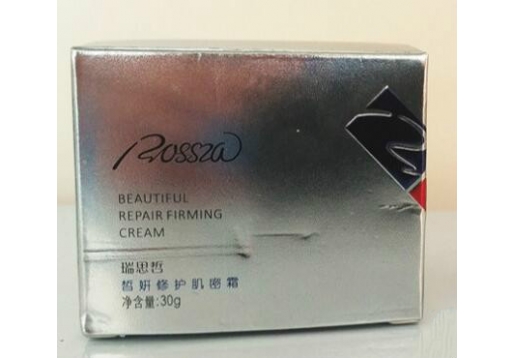 Rossza
BEAUTIFUL
REPAIR FIRMING
CREAM
瑞思哲
皙妍修护肌密霜
净含量:30g